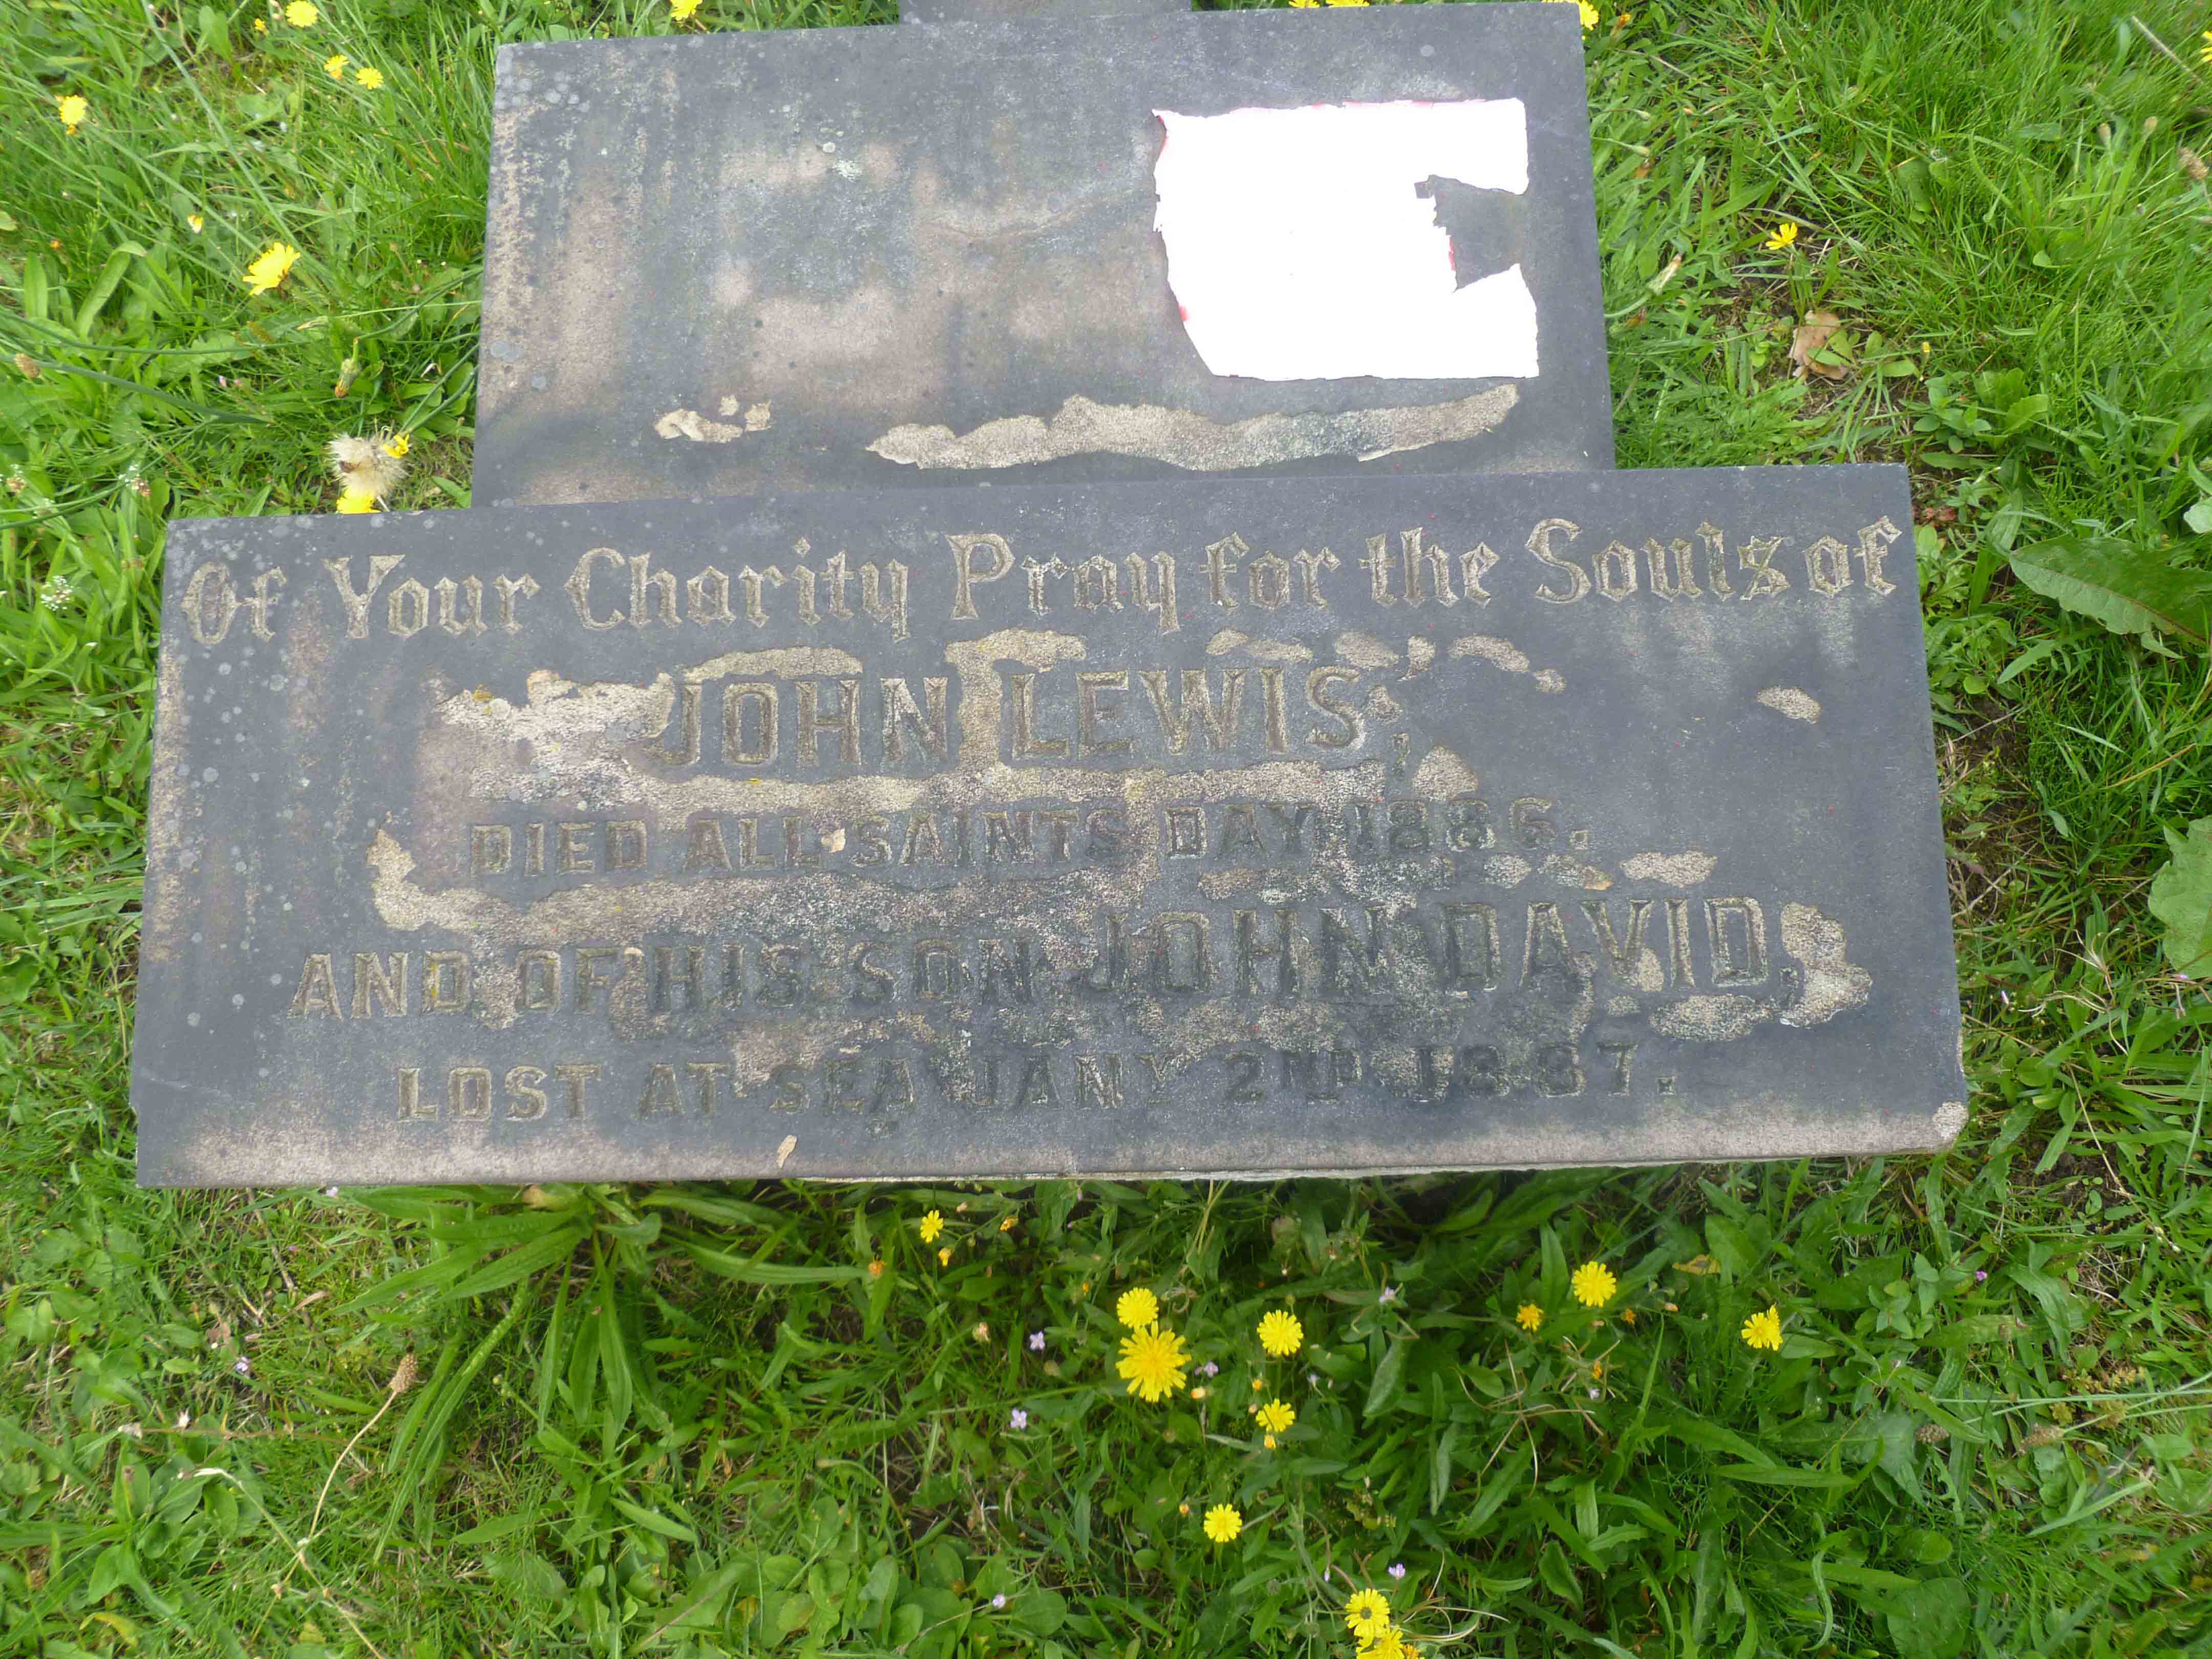 Of Your Charity Pray for the Souls of
JOHN LEWIS,
DIED ALL SAINTS DAY 1886.
AND OF HIS SON JOHN DAVID,
LOST AT SEA JANY 2ND 1887.